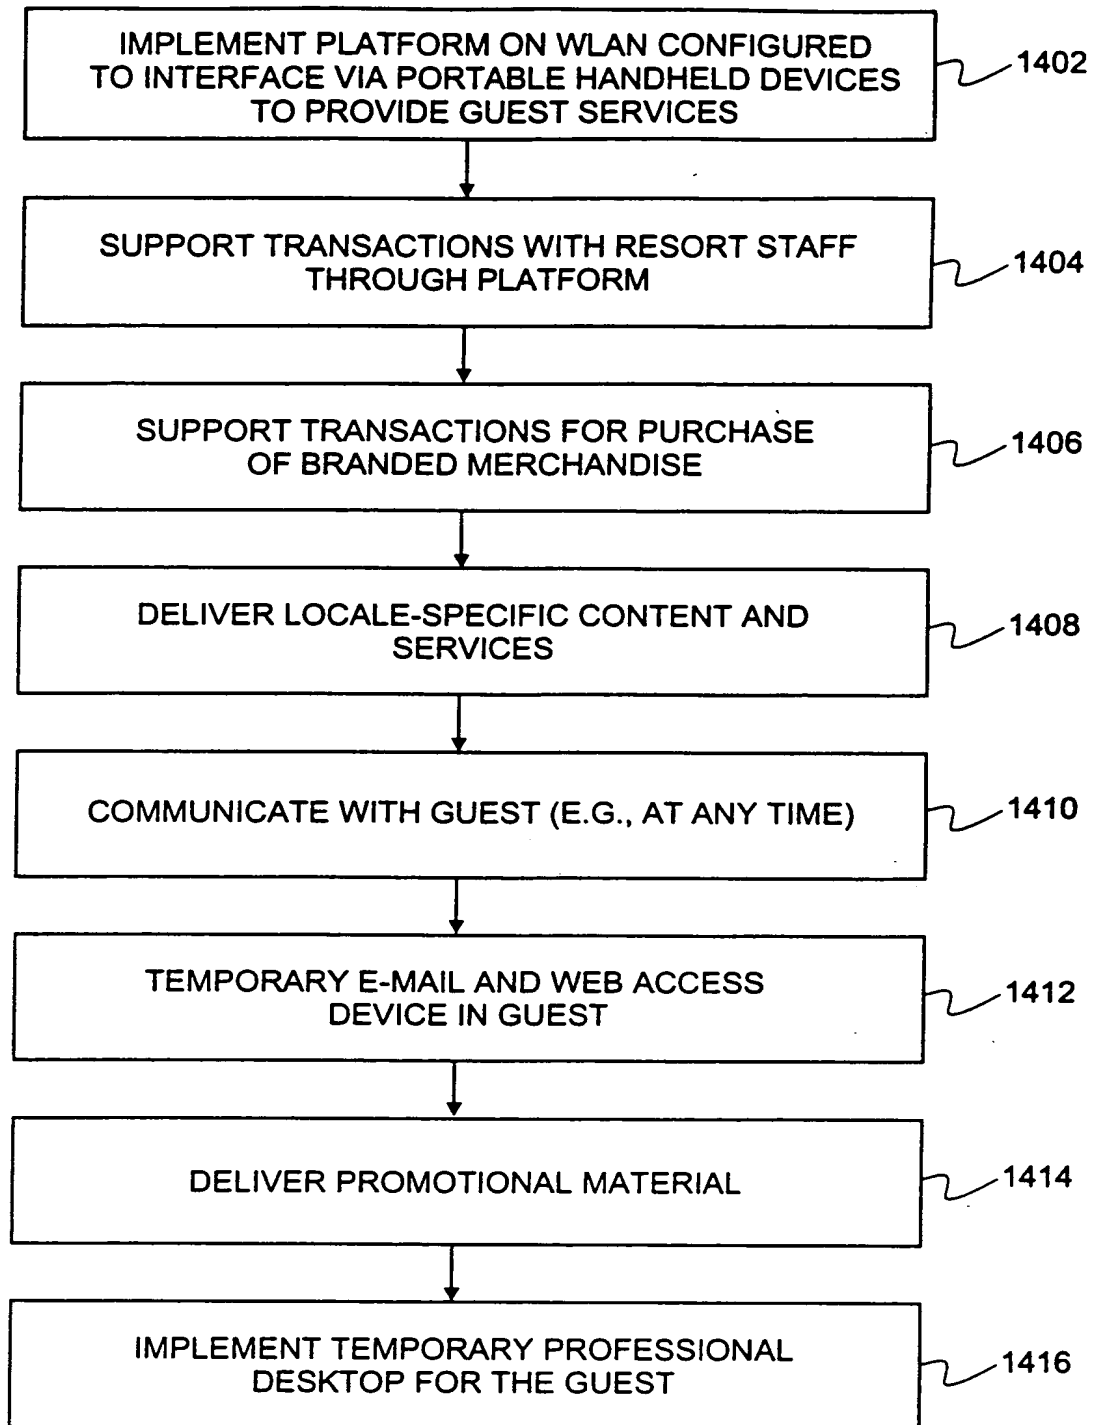 IMPLEMENT PLATFORM ON WLAN CONFIGURED
TO INTERFACE VIA PORTABLE HANDHELD DEVICES
TO PROVIDE GUEST SERVICES
1402
SUPPORT TRANSACTIONS WITH RESORT STAFF
THROUGH PLATFORM
1404
SUPPORT TRANSACTIONS FOR PURCHASE
OF BRANDED MERCHANDISE
1406
DELIVER LOCALE-SPECIFIC CONTENT AND
SERVICES
1408
COMMUNICATE WITH GUEST (E.G., AT ANY TIME)
1410
TEMPORARY E-MAIL AND WEB ACCESS
DEVICE IN GUEST
1412
DELIVER PROMOTIONAL MATERIAL
1414
IMPLEMENT TEMPORARY PROFESSIONAL
DESKTOP FOR THE GUEST
1416